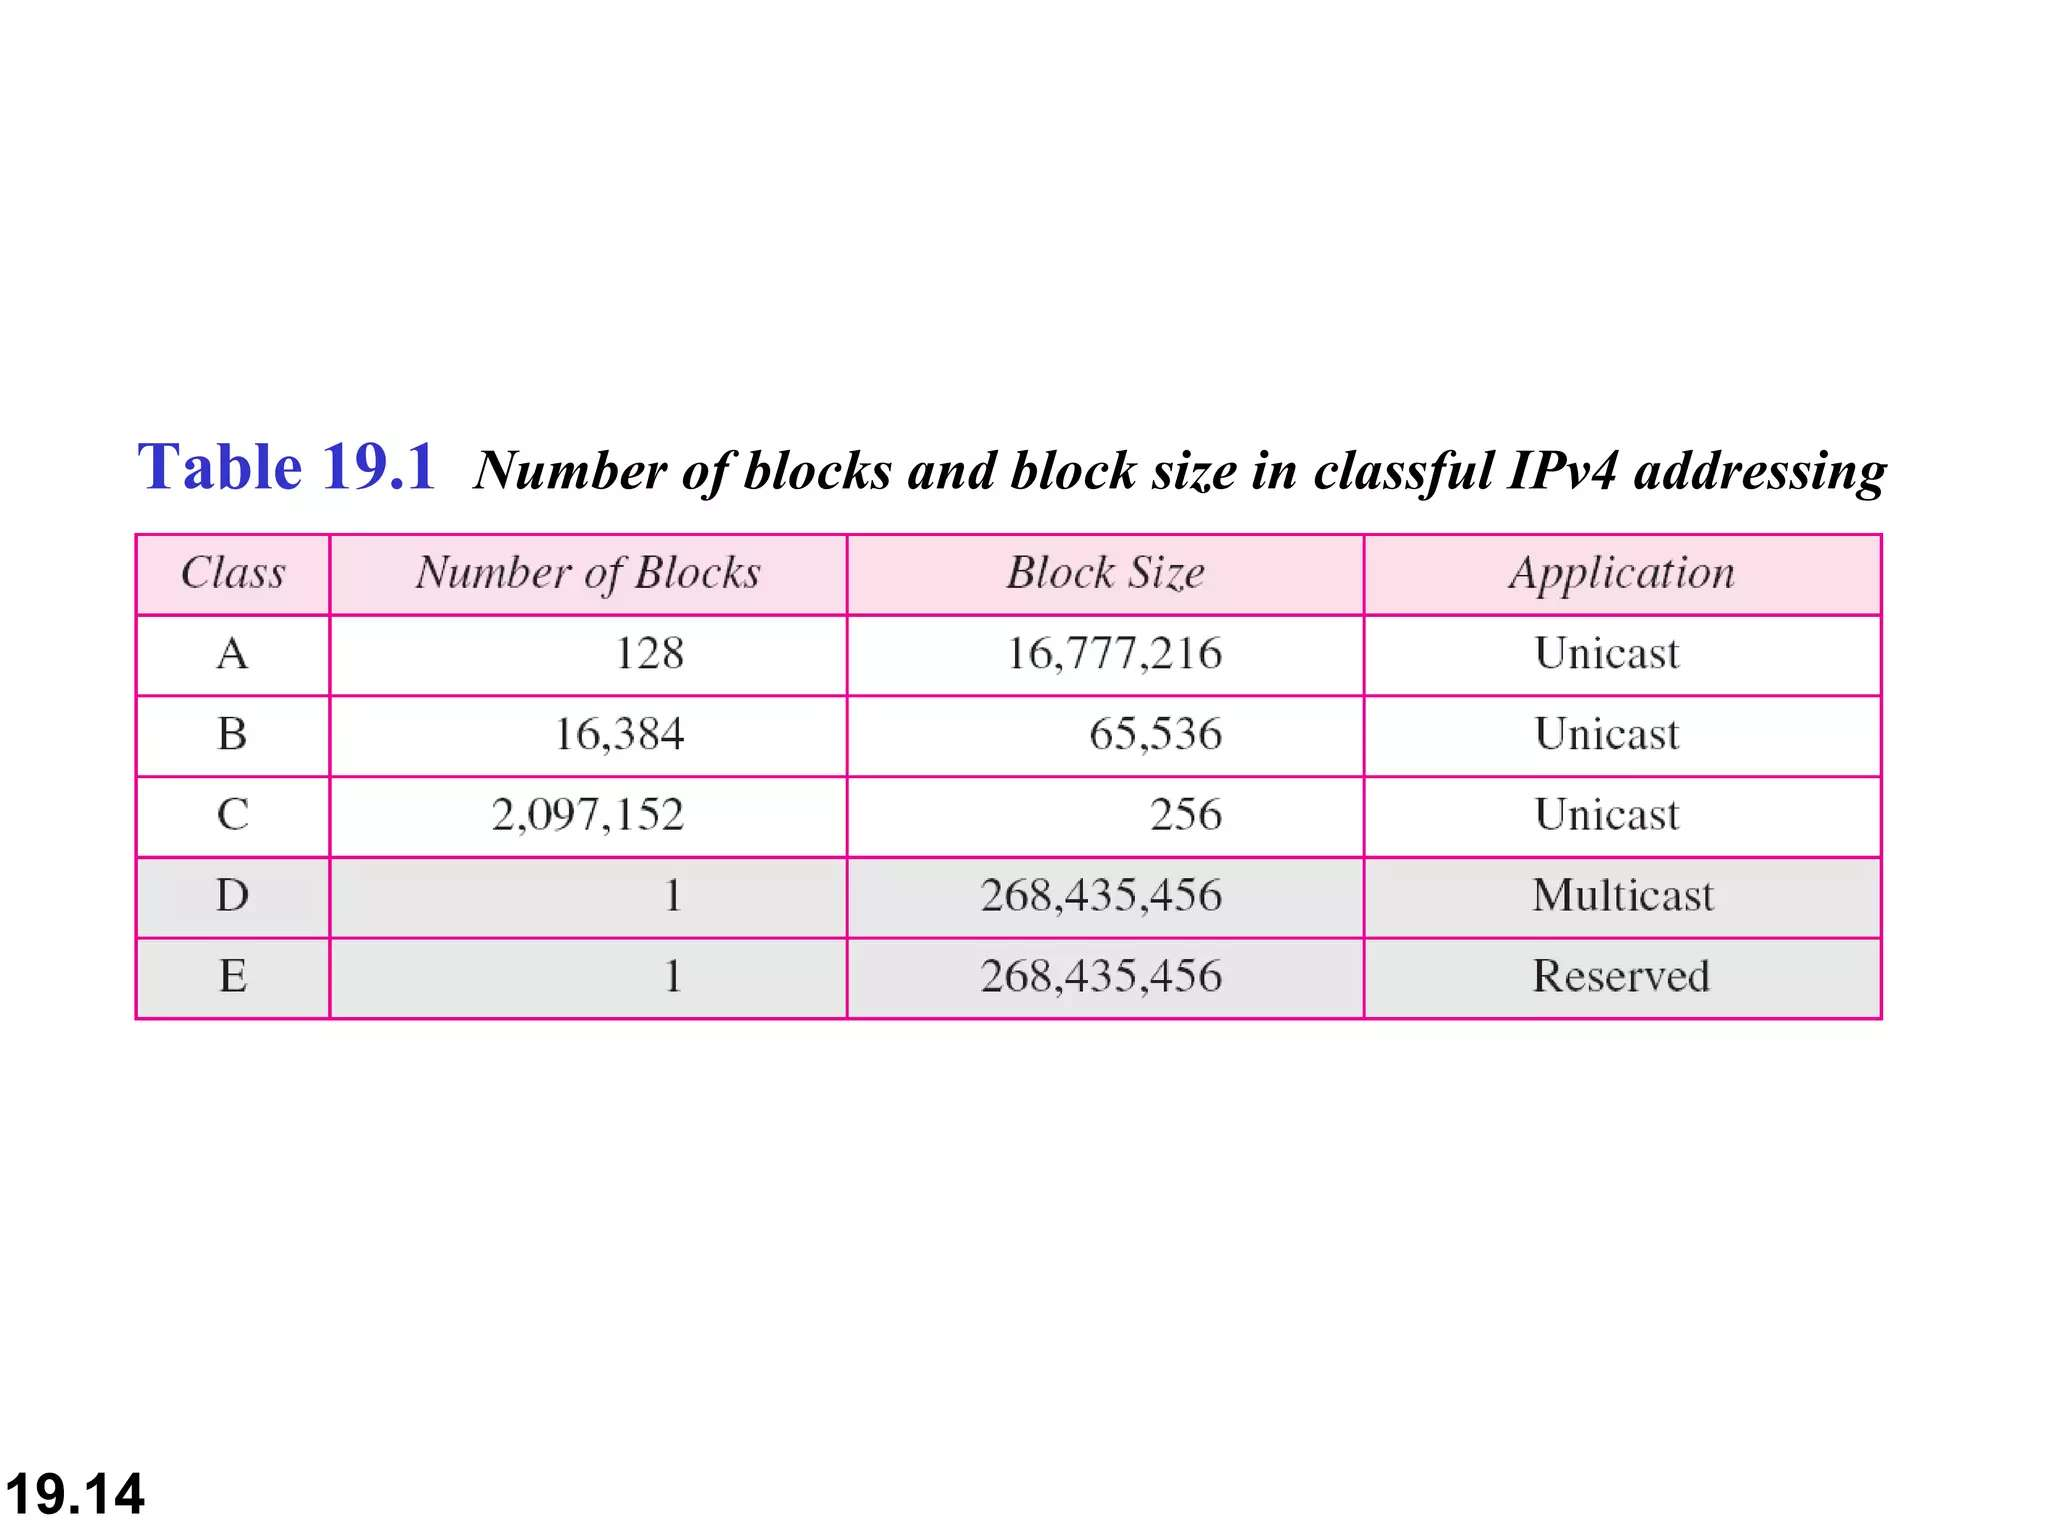 Table 19.1 Number of blocks and block size in classful IPv4 addressing
Class Number of Blocks Block Size Application
A 128 16,777,216 Unicast
B 16,384 65,536 Unicast
C 2,097,152 256 Unicast
D 1 268,435,456 Multicast
E 1 268,435,456 Reserved
19.14